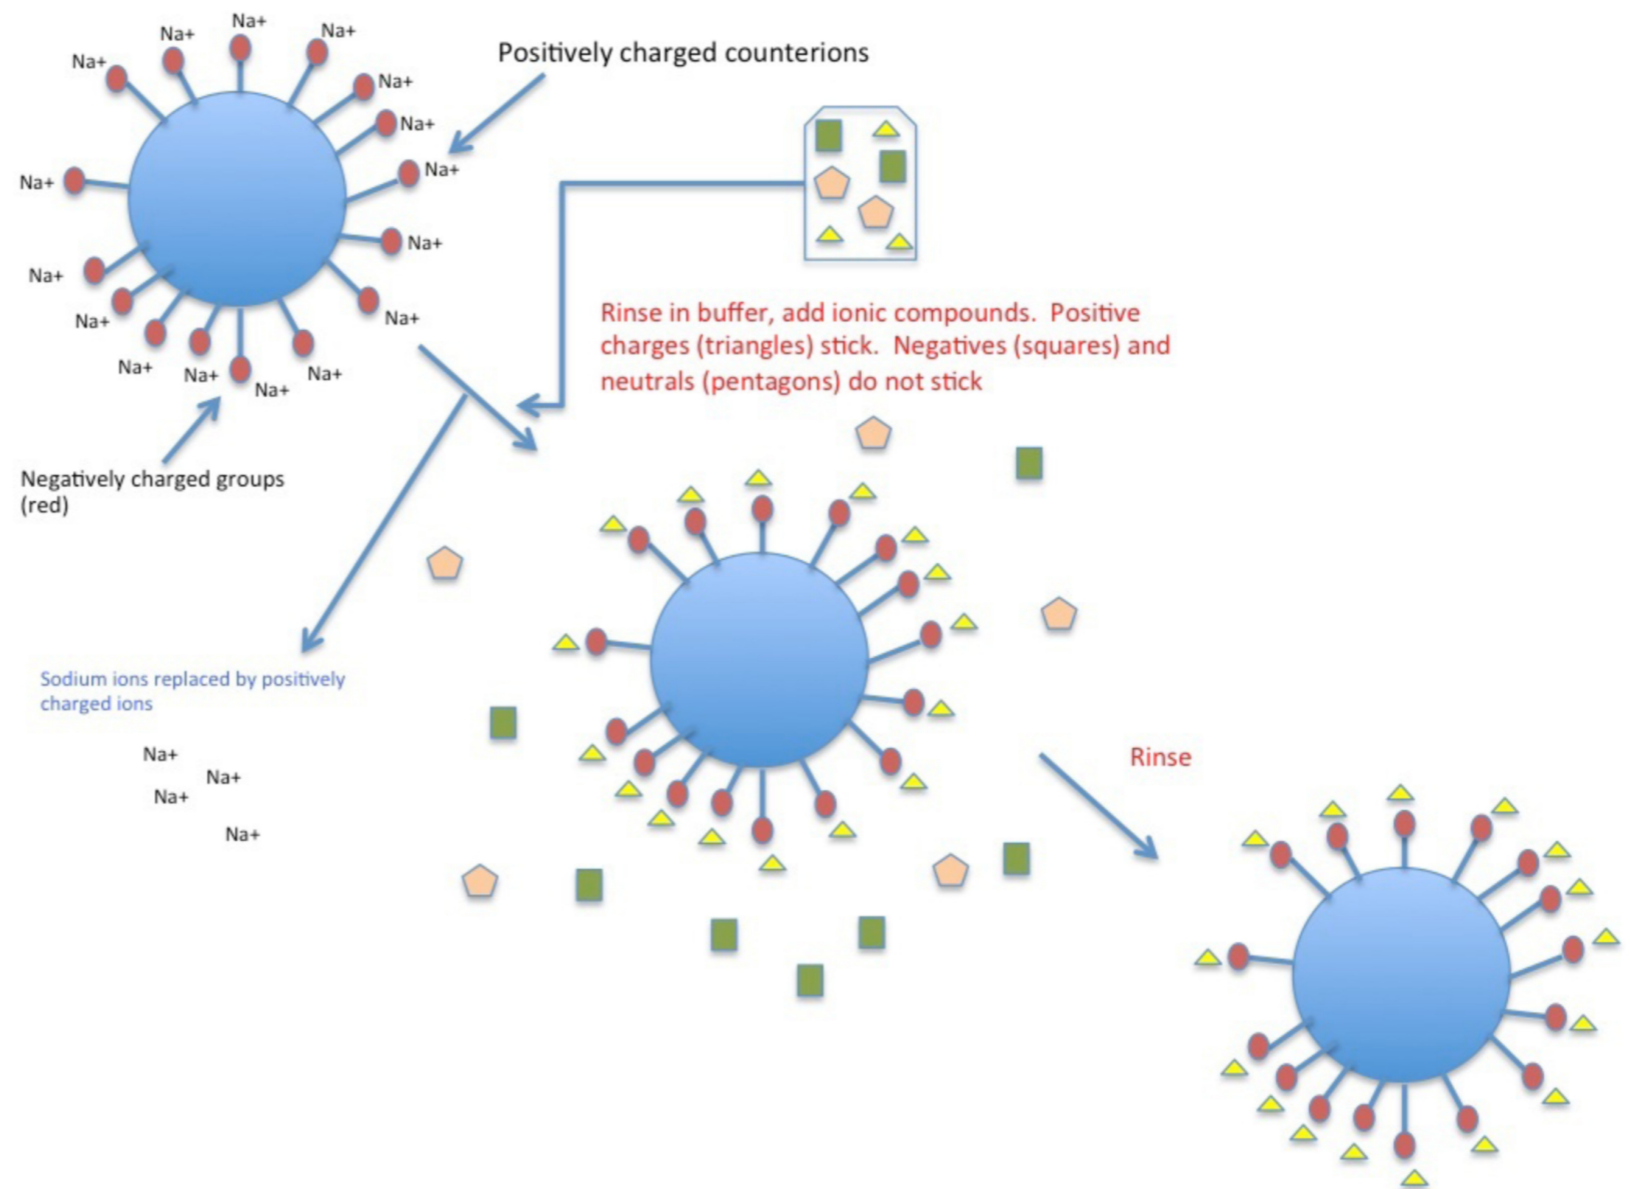 Na+
Na+
Na+
Na+
Positively charged counterions
Na+
Na+
Na+
Na+
Na+
Na+
Na+
Na+
Na+
Na+
Na+
Na+
Na+
Rinse in buffer, add ionic compounds. Positive
charges (triangles) stick. Negatives (squares) and
neutrals (pentagons) do not stick
Negatively charged groups
(red)
Sodium ions replaced by positively
charged ions
Na+
Na+
Na+
Na+
Rinse